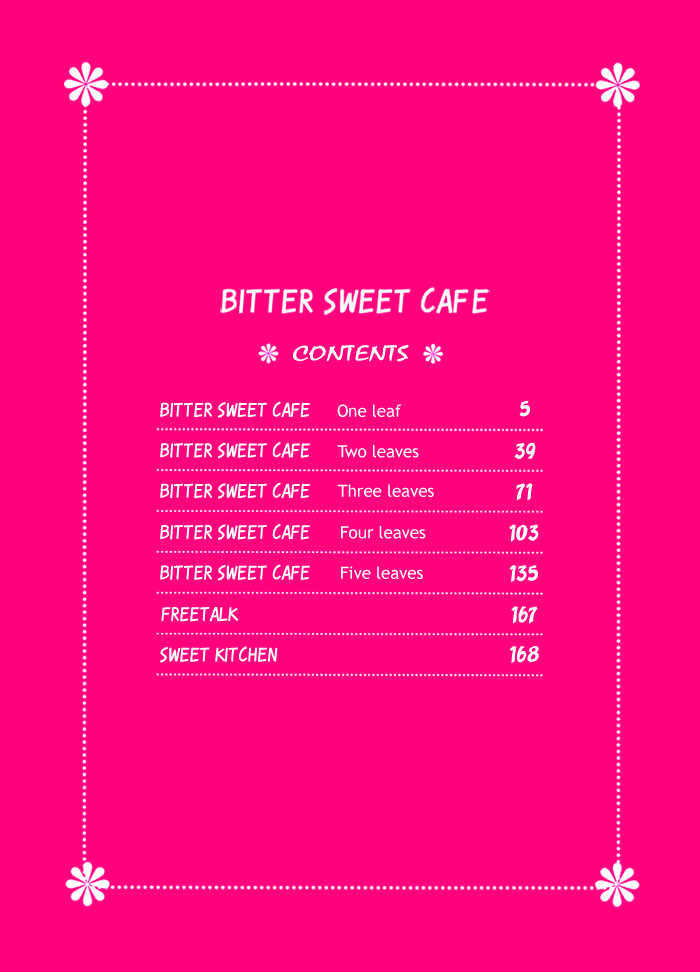 BITTER SWEET CAFE
CONTENTS
BITTER SWEET CAFE One leaf 5
BITTER SWEET CAFE Two leaves 39
BITTER SWEET CAFE Three leaves 71
BITTER SWEET CAFE Four leaves 103
BITTER SWEET CAFE Five leaves 135
FREETALK 167
SWEET KITCHEN 168